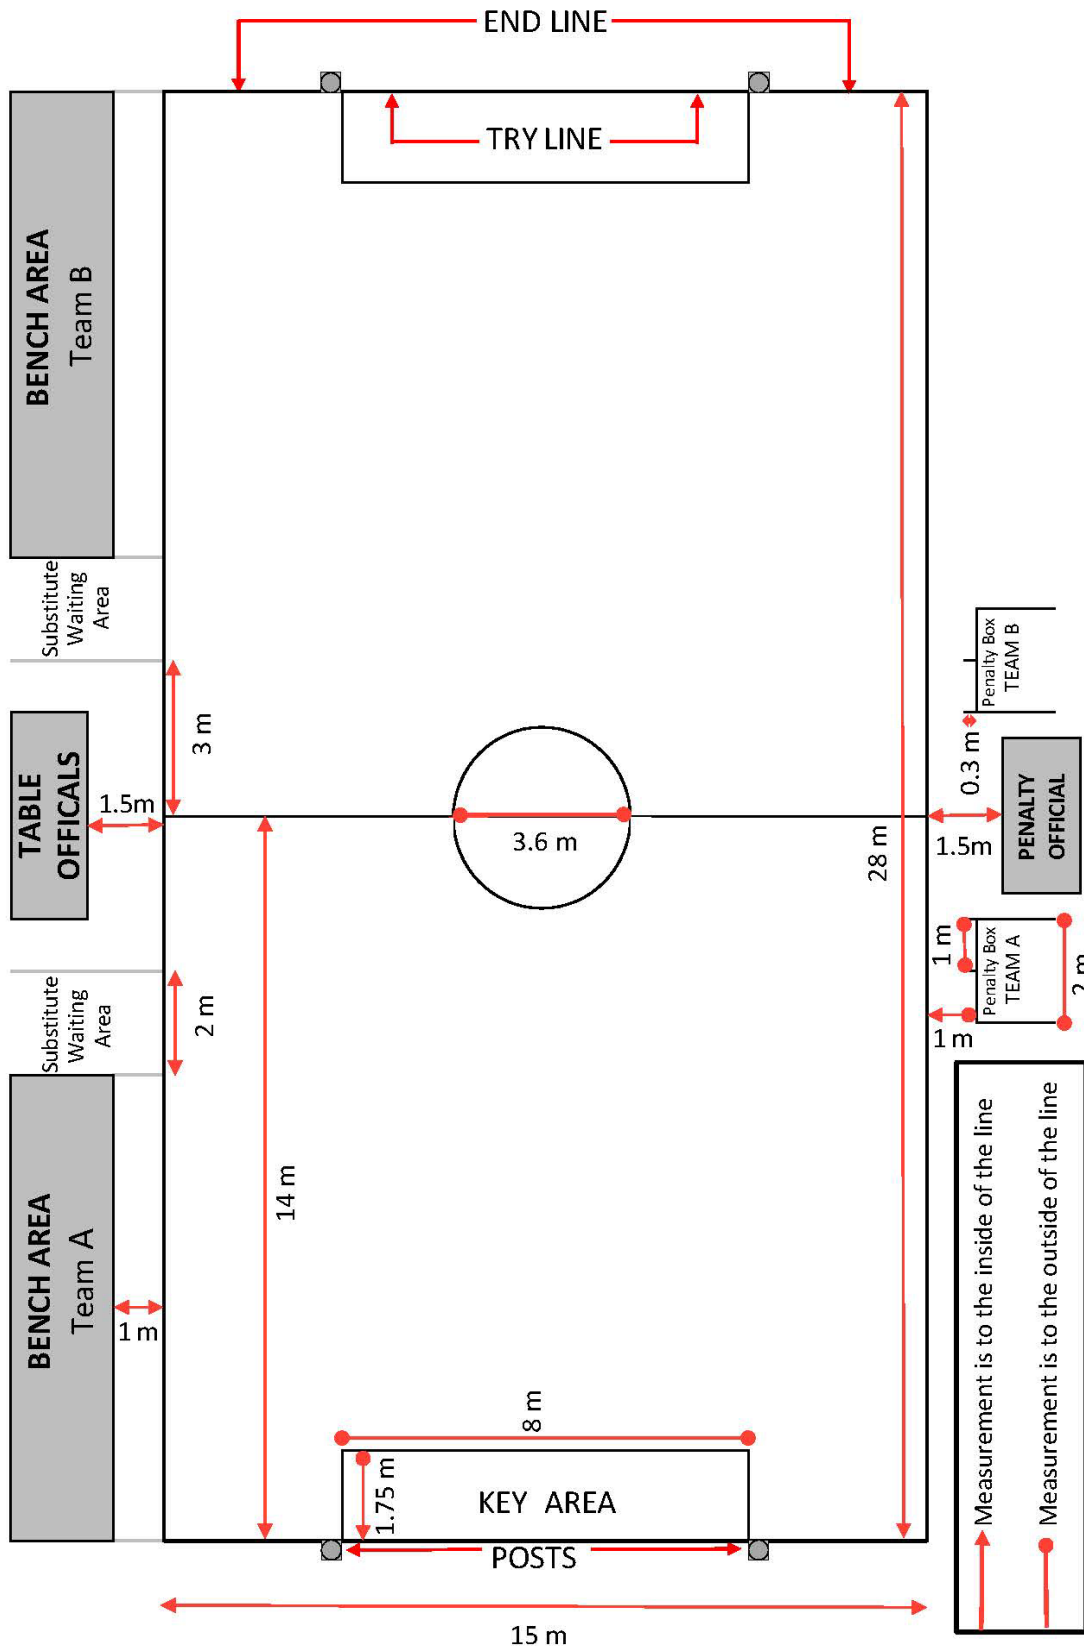 END LINE
TRY LINE
BENCH AREA
Team B
Substitute
Waiting
Area
3 m
TABLE
OFFICALS
1.5m
3.6 m
28 m
Penalty Box
TEAM B
0.3 m
PENALTY
OFFICIAL
1.5m
Substitute
Waiting
Area
2 m
1 m
Penalty Box
TEAM A
2 m
1 m
BENCH AREA
Team A
1 m
14 m
8 m
1.75 m
KEY AREA
POSTS
15 m
Measurement is to the inside of the line
Measurement is to the outside of the line